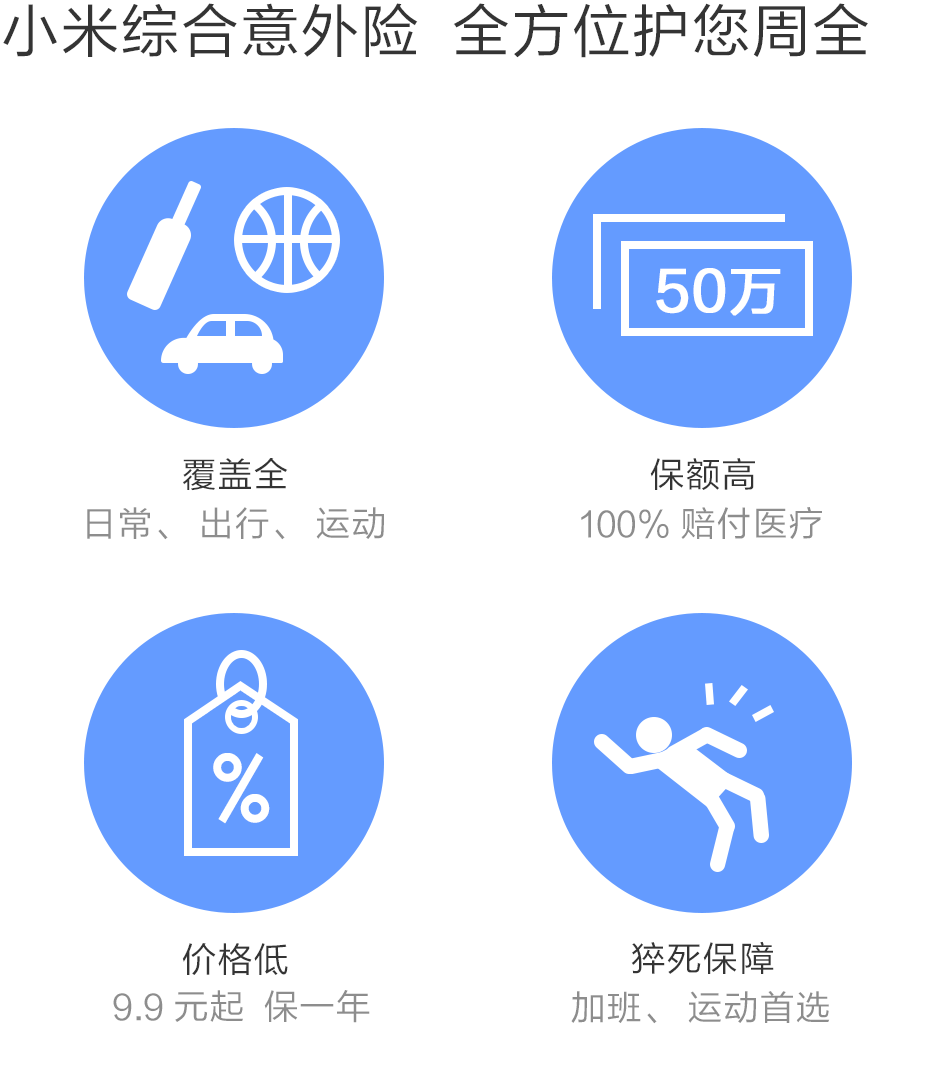 小米综合意外险 全方位护您周全
50万
覆盖全
日常、 出行、 运动
保额高
100% 赔付医疗
%
价格低
9.9 元起 保一年
猝死保障
加班、 运动首选